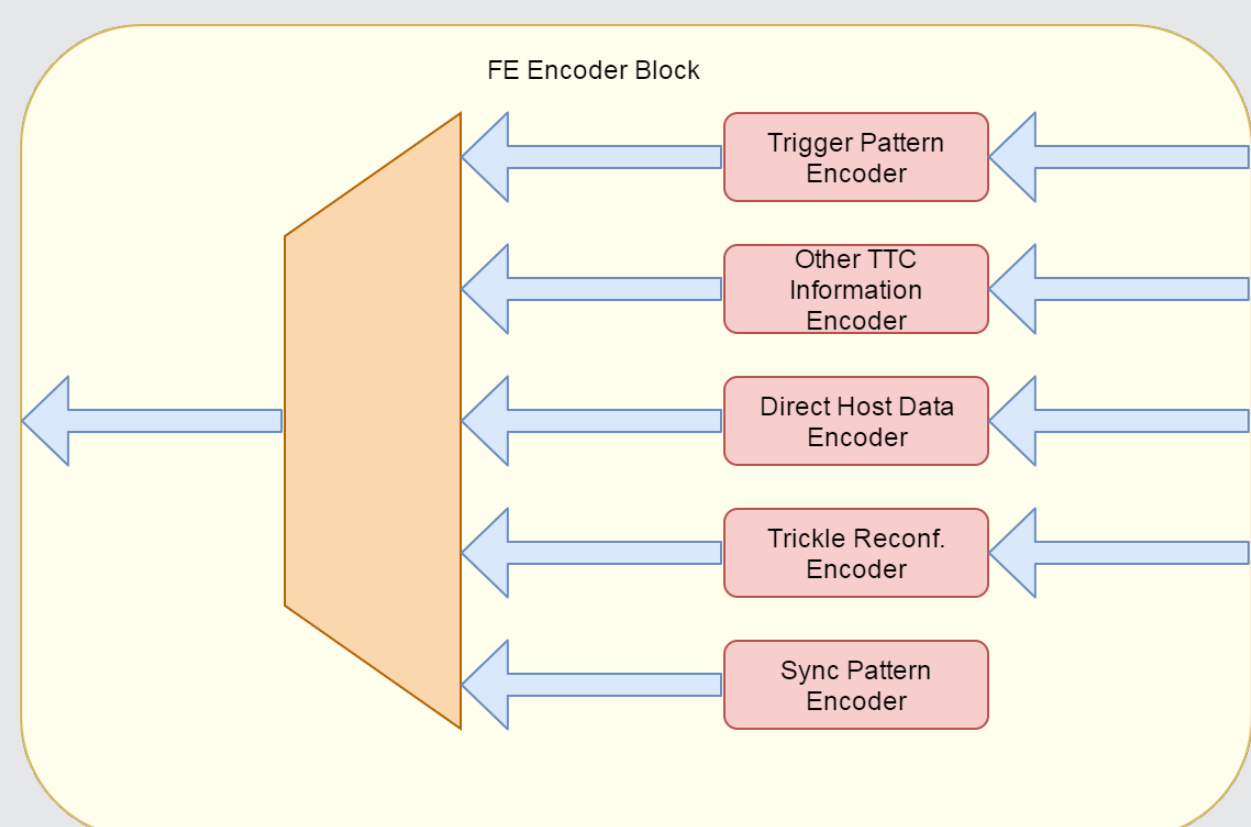 FE Encoder Block
Trigger Pattern
Encoder
Other TTC
Information
Encoder
Direct Host Data
Encoder
Trickle Reconf.
Encoder
Sync Pattern
Encoder